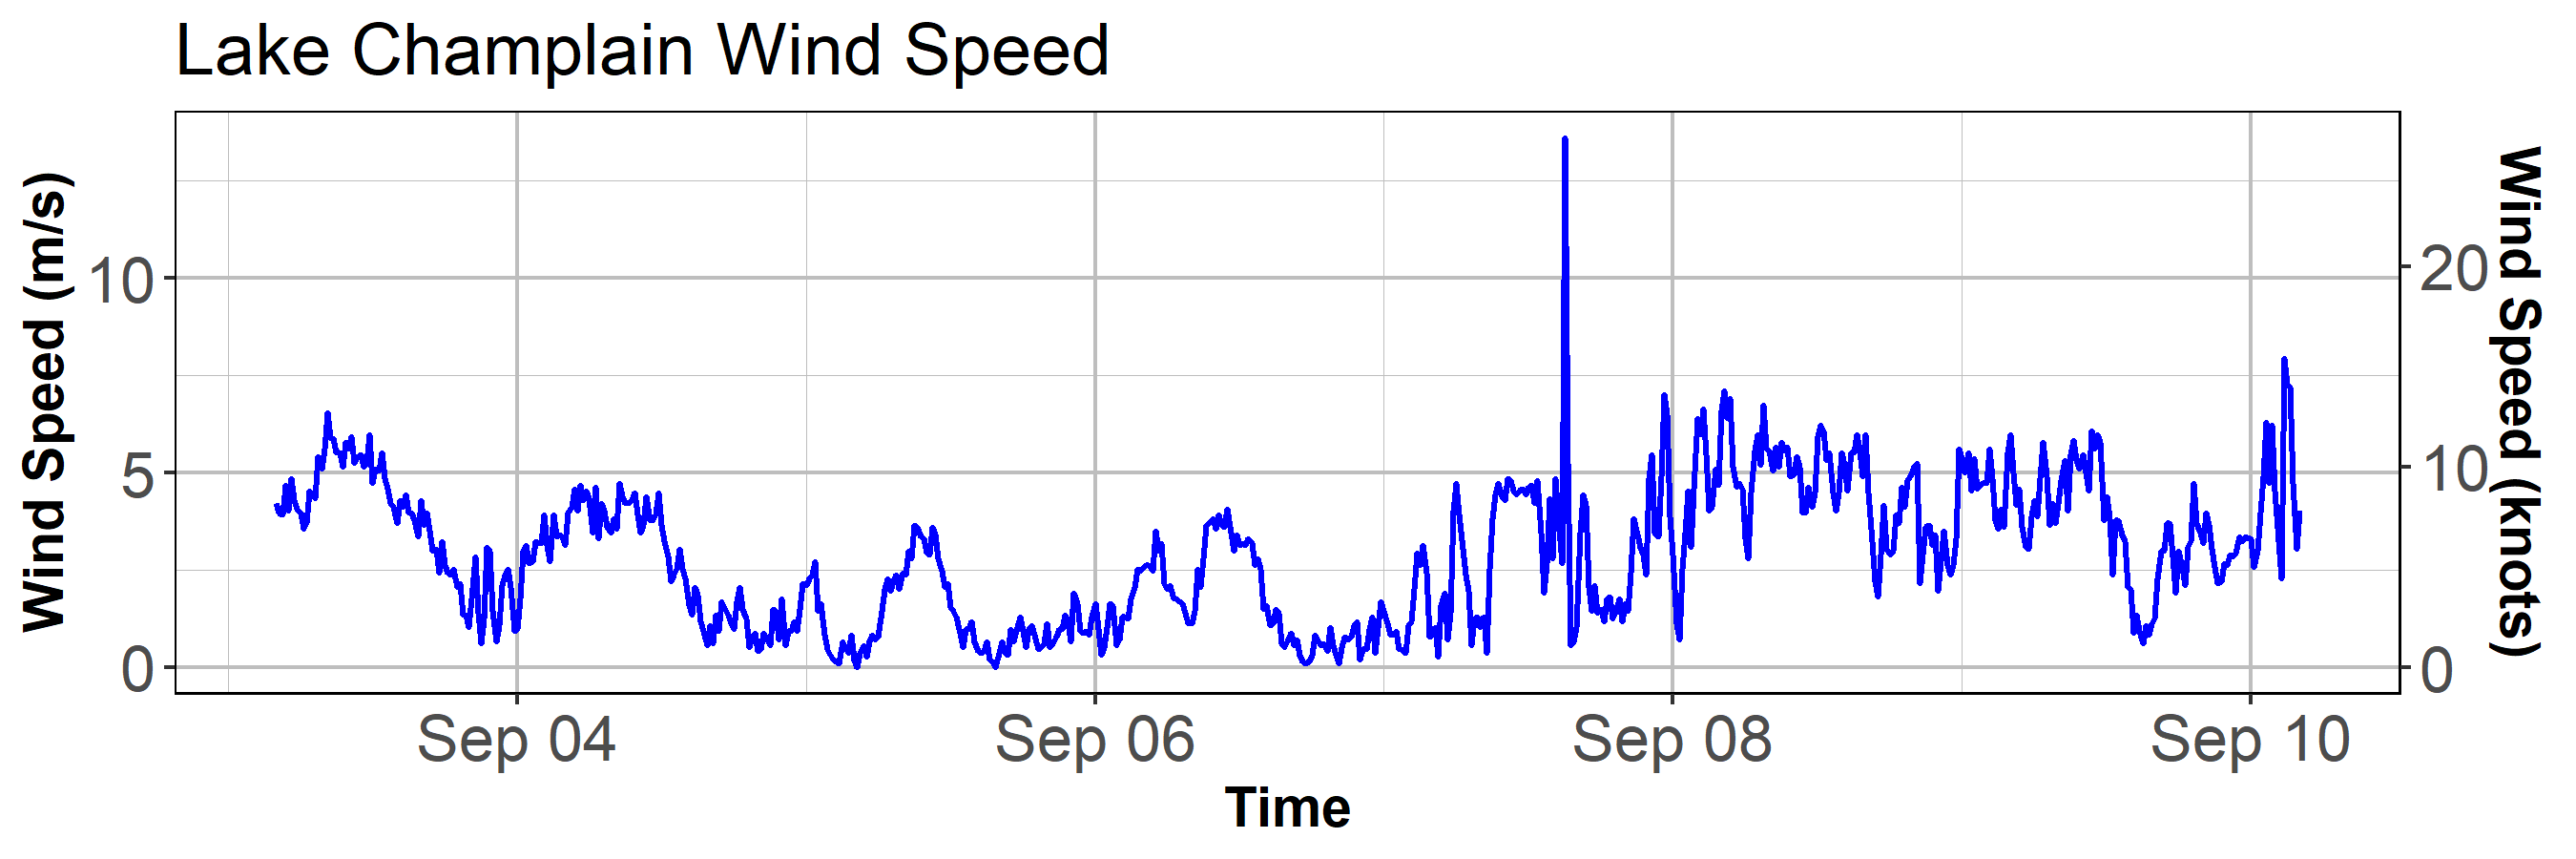 Lake Champlain Wind Speed
Wind Speed (m/s)
10
5
0
20
10
0
Wind Speed (knots)
Sep 04
Sep 06
Sep 08
Sep 10
Time